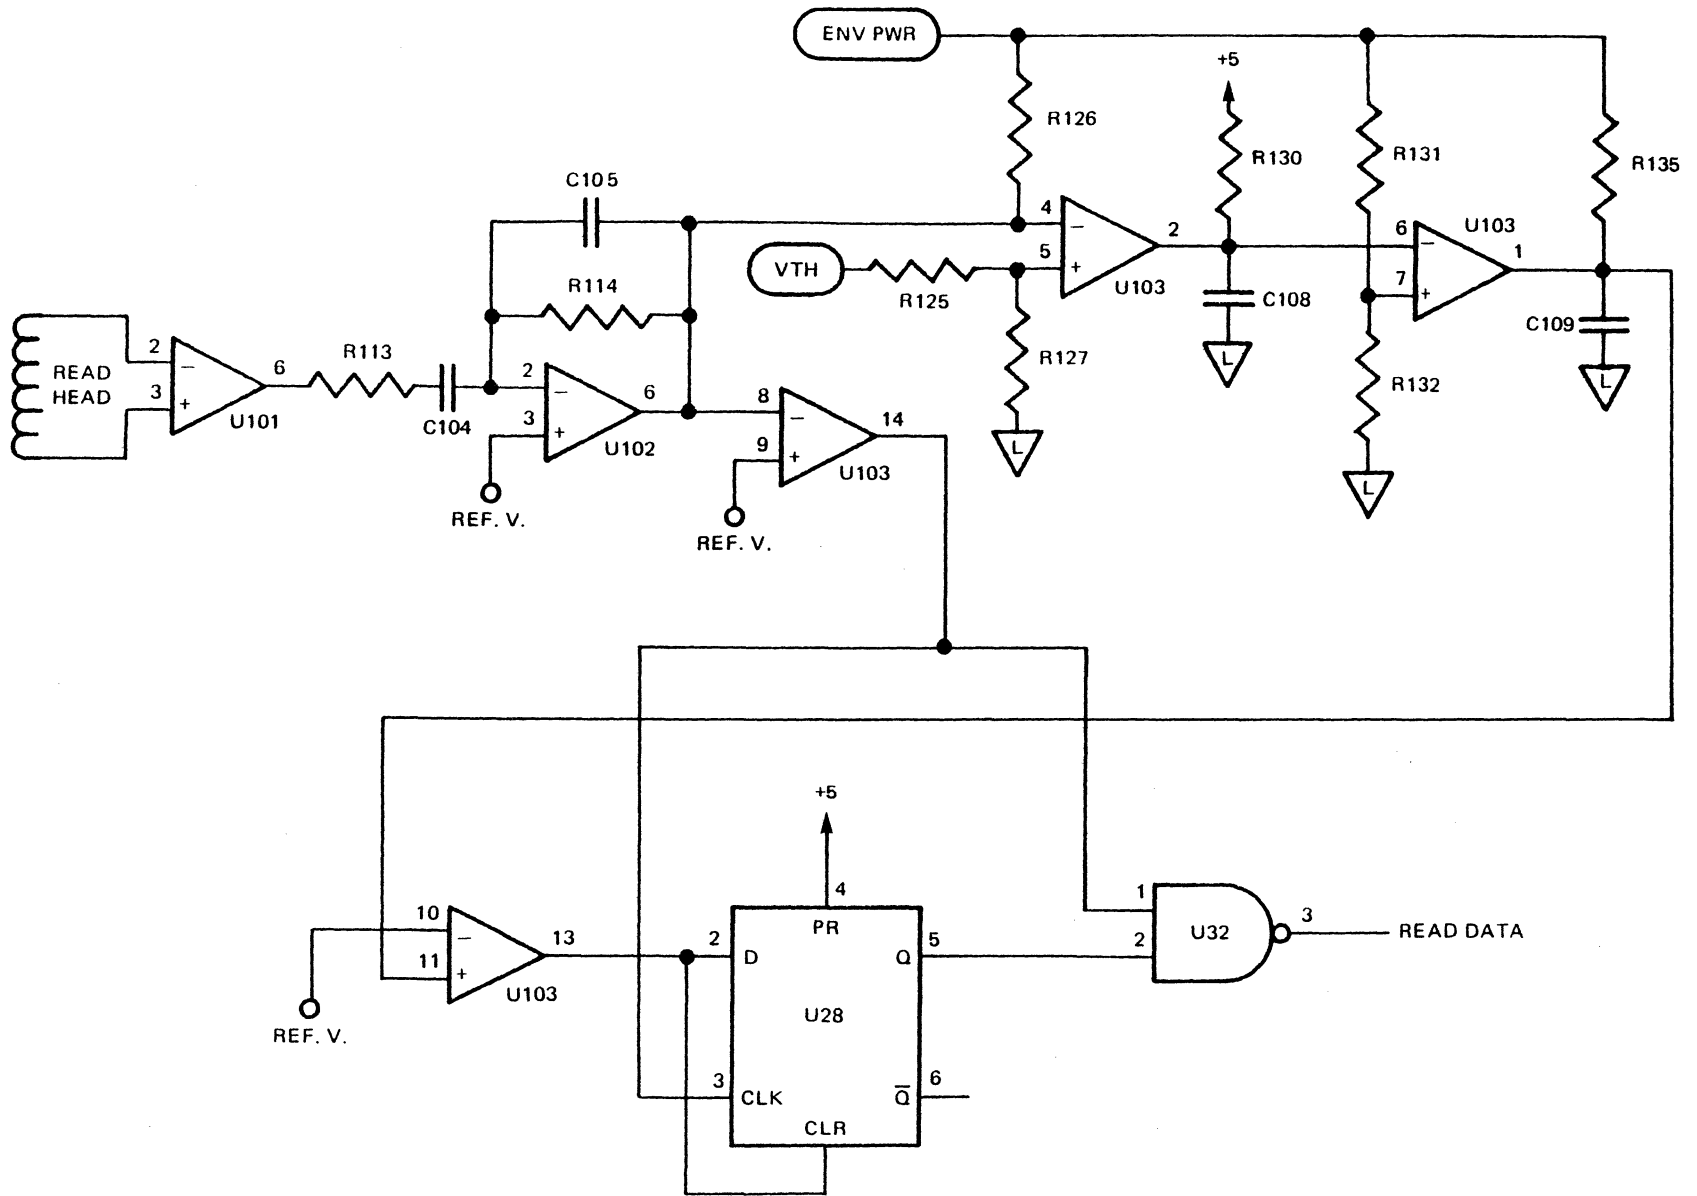 ENV PWR
+5
R126
R130
R131
R135
C105
4
−
2
6
−
U103
1
VTH
5
+
U103
7
+
R114
R125
C108
C109
L
L
R127
R132
L
L
READ
HEAD
2
−
3
+
6
U101
R113
C104
2
−
3
+
6
U102
8
−
9
+
14
U103
REF. V.
REF. V.
+5
4
10
−
11
+
13
U103
REF. V.
2
PR
D
Q
5
U28
3
CLK
Q̅
6
CLR
1
2
U32
3
READ DATA